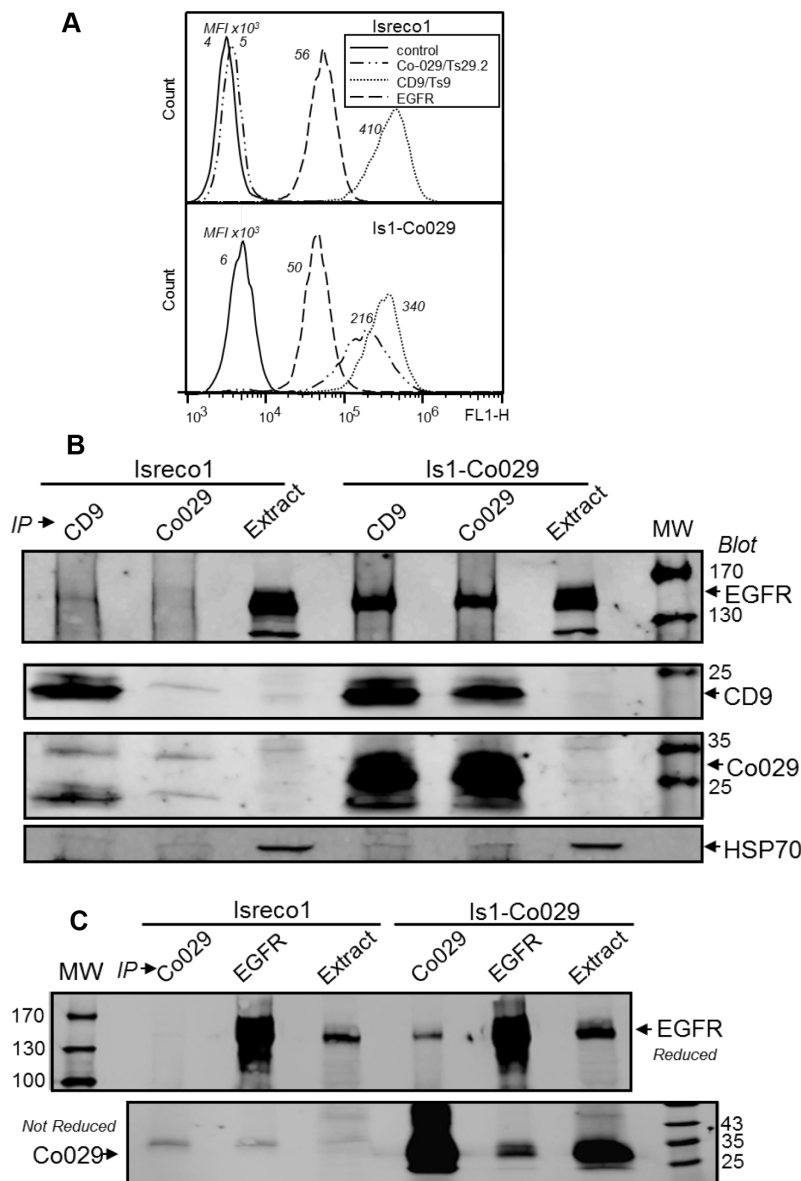 A
MFI x10³
4
5
56
410
Isreco1
control
Co-029/Ts29.2
CD9/Ts9
EGFR
Count
MFI x10³
6
50
216
340
Is1-Co029
Count
10³
10⁴
10⁵
10⁶
FL1-H
B
Isreco1
Is1-Co029
IP
CD9
Co029
Extract
CD9
Co029
Extract
MW
Blot
170
EGFR
130
25
CD9
35
Co029
25
HSP70
C
Isreco1
Is1-Co029
MW
IP
Co029
EGFR
Extract
Co029
EGFR
Extract
170
130
100
EGFR
Reduced
Not Reduced
Co029
43
35
25